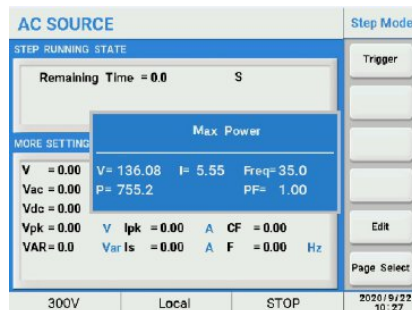 AC SOURCE
Step Mode
STEP RUNNING STATE
Trigger
Remaining Time = 0.0 S
Max Power
MORE SETTING
V = 0.00 V= 136.08 I= 5.55 Freq= 35.0
Vac = 0.00 P= 755.2 PF= 1.00
Vdc = 0.00
Vpk = 0.00 V Ipk = 0.00 A CF = 0.00
Edit
VAR= 0.0 Var Is = 0.00 A F = 0.00 Hz
Page Select
300V Local STOP 2020/9/22
10:27